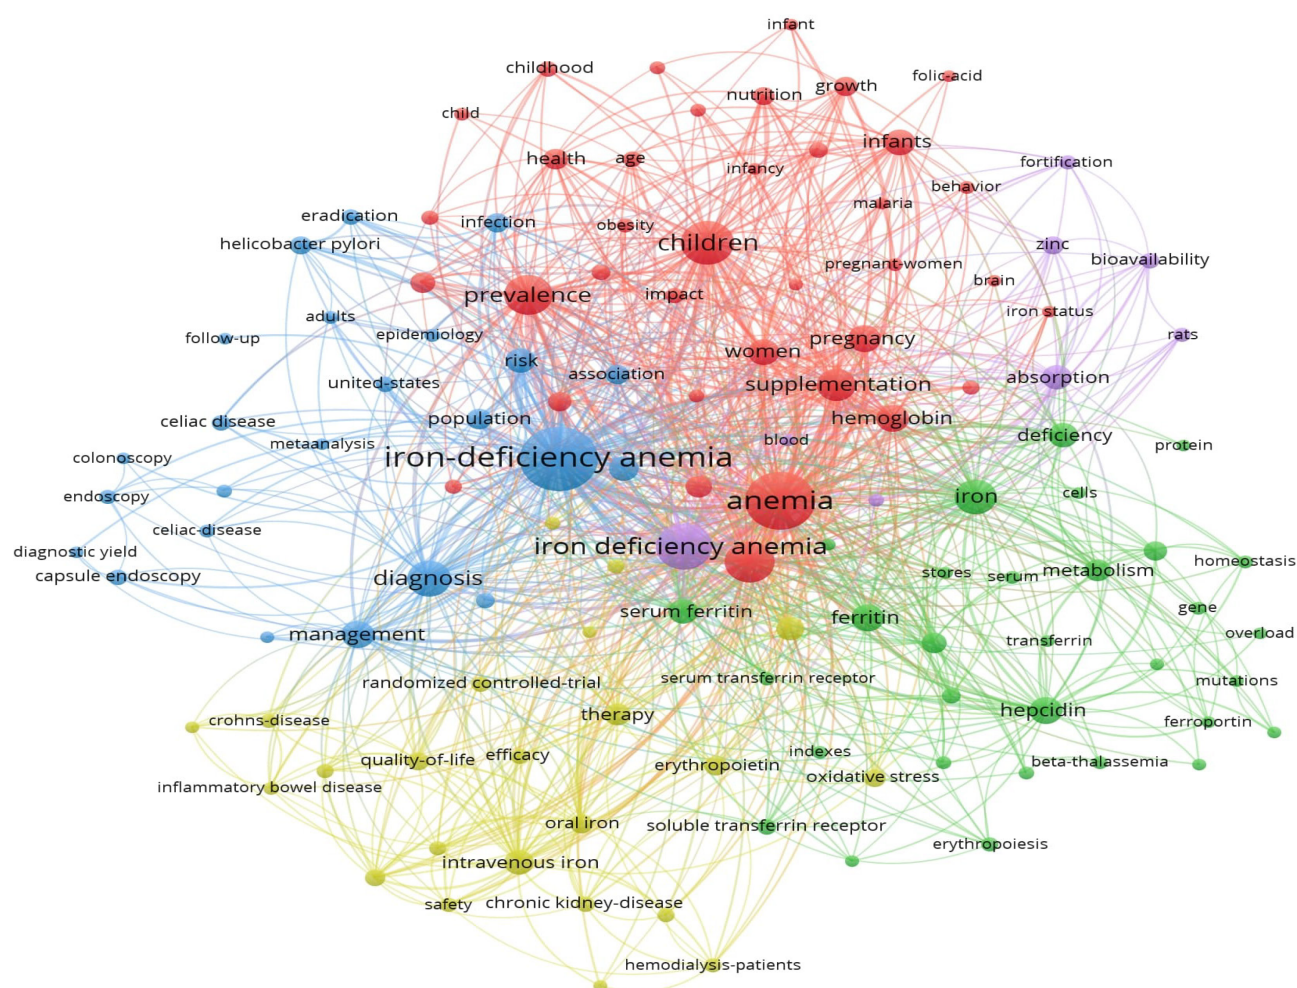 infant
childhood
folic-acid
growth
nutrition
child
infants
health
age
fortification
infancy
behavior
malaria
eradication
infection
obesity
helicobacter pylori
children
zinc
bioavailability
pregnant-women
brain
prevalence
impact
iron status
adults
follow-up
epidemiology
rats
pregnancy
women
risk
association
absorption
united-states
supplementation
celiac disease
population
hemoglobin
deficiency
metaanalysis
blood
protein
colonoscopy
iron-deficiency anemia
endoscopy
anemia
iron
cells
celiac-disease
diagnostic yield
iron deficiency anemia
capsule endoscopy
diagnosis
stores
serum
metabolism
homeostasis
serum ferritin
ferritin
gene
management
transferrin
overload
randomized controlled-trial
serum transferrin receptor
mutations
crohns-disease
therapy
hepcidin
ferroportin
quality-of-life
efficacy
erythropoietin
indexes
beta-thalassemia
inflammatory bowel disease
oxidative stress
oral iron
soluble transferrin receptor
erythropoiesis
intravenous iron
safety
chronic kidney-disease
hemodialysis-patients